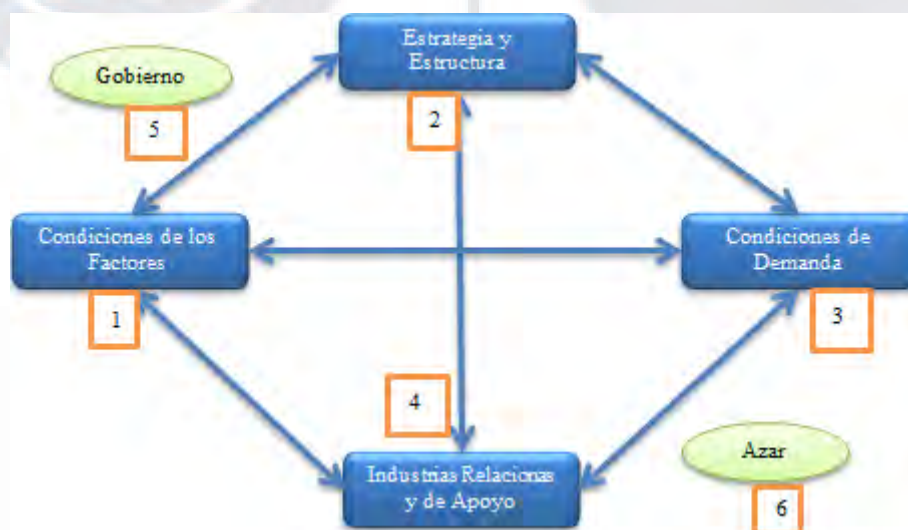 Estrategia y
Estructura
Gobierno
5
2
Condiciones de los
Factores
Condiciones de
Demanda
1
3
4
Industrias Relacionas
y de Apoyo
Azar
6